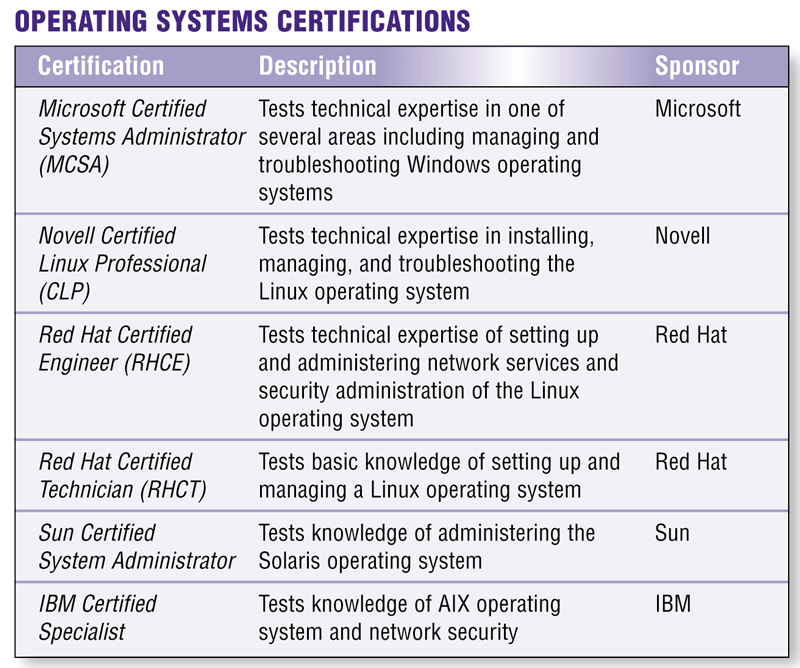 OPERATING SYSTEMS CERTIFICATIONS
Certification Description Sponsor
Microsoft Certified Tests technical expertise in one of Microsoft
Systems Administrator several areas including managing and
(MCSA) troubleshooting Windows operating
systems
Novell Certified Tests technical expertise in installing, Novell
Linux Professional managing, and troubleshooting the
(CLP) Linux operating system
Red Hat Certified Tests technical expertise of setting up Red Hat
Engineer (RHCE) and administering network services and
security administration of the Linux
operating system
Red Hat Certified Tests basic knowledge of setting up and Red Hat
Technician (RHCT) managing a Linux operating system
Sun Certified Tests knowledge of administering the Sun
System Administrator Solaris operating system
IBM Certified Tests knowledge of AIX operating IBM
Specialist system and network security